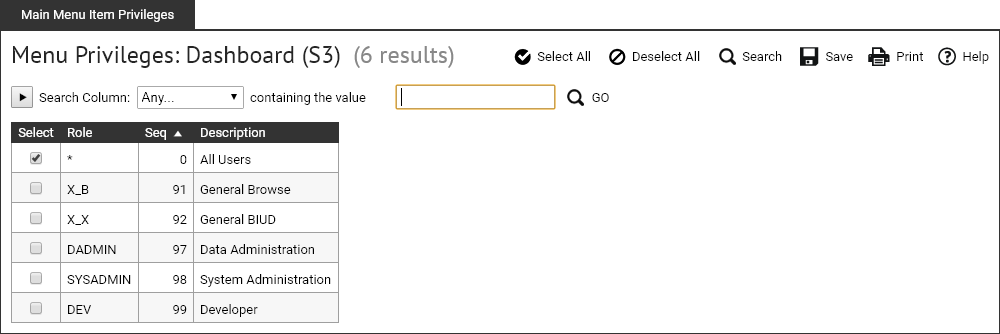 Main Menu Item Privileges
Menu Privileges: Dashboard (S3) (6 results) Select All Deselect All Search Save Print Help
Search Column: Any... containing the value GO
Select Role Seq Description
* 0 All Users
X_B 91 General Browse
X_X 92 General BIUD
DADMIN 97 Data Administration
SYSADMIN 98 System Administration
DEV 99 Developer